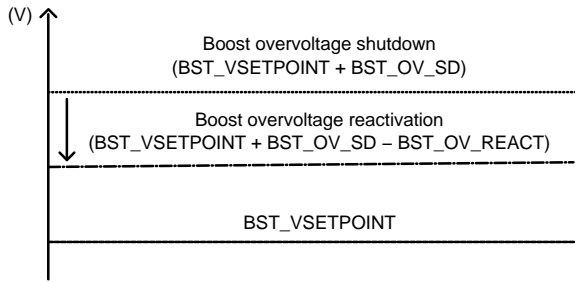 (V)
Boost overvoltage shutdown
(BST_VSETPOINT + BST_OV_SD)
Boost overvoltage reactivation
(BST_VSETPOINT + BST_OV_SD − BST_OV_REACT)
BST_VSETPOINT